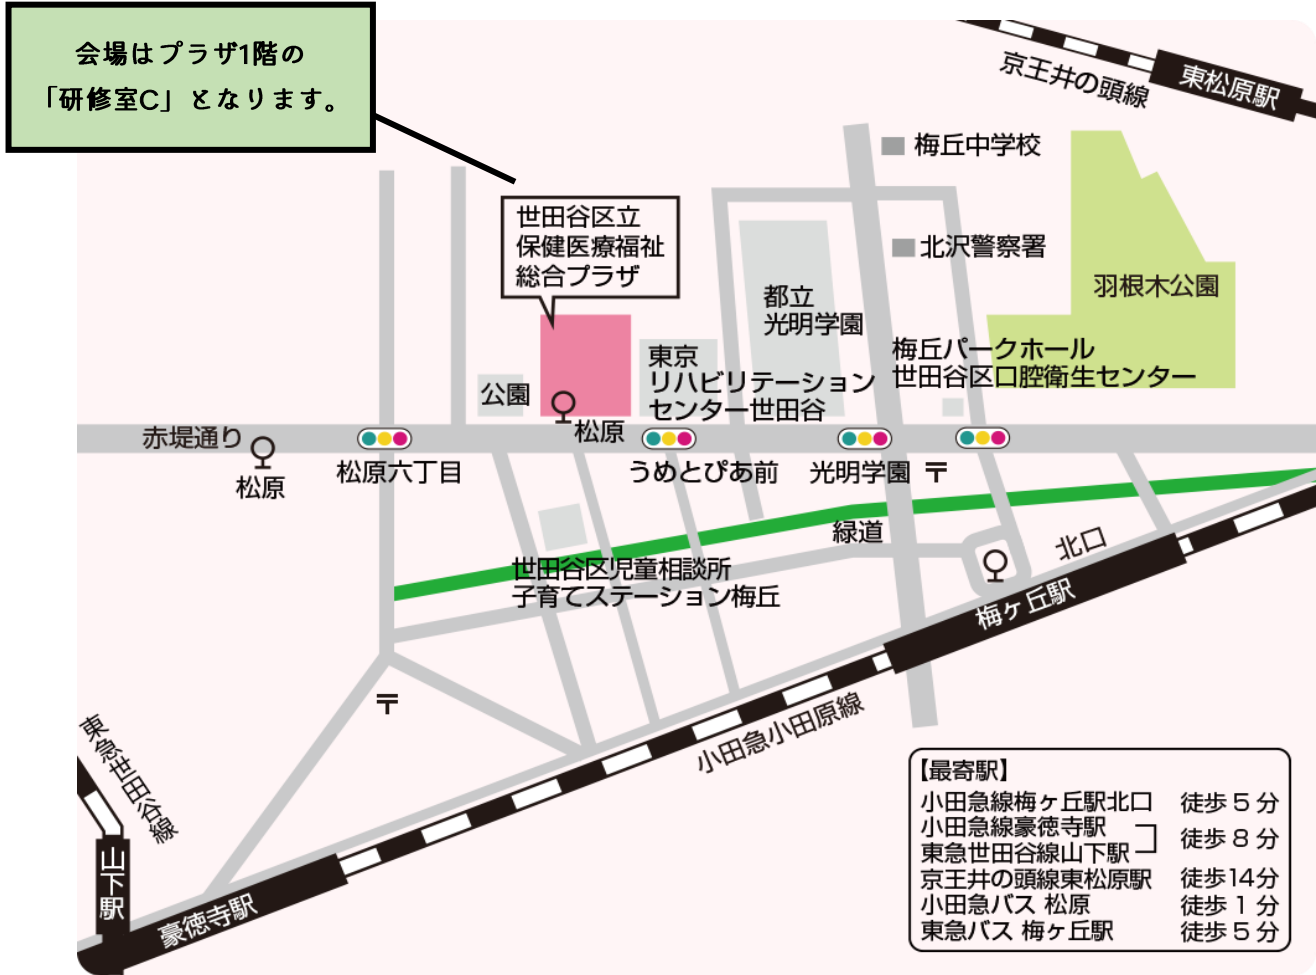 会場はプラザ1階の
「研修室C」となります。
京王井の頭線
東松原駅
梅丘中学校
世田谷区立
保健医療福祉
総合プラザ
北沢警察署
羽根木公園
都立
光明学園
梅丘パークホール
世田谷区口腔衛生センター
東京
リハビリテーション
センター世田谷
公園
赤堤通り
松原
松原
松原六丁目
うめとぴあ前
光明学園
〒
緑道
北口
世田谷区児童相談所
子育てステーション梅丘
梅ヶ丘駅
〒
小田急小田原線
東急世田谷線
山下駅
豪徳寺駅
【最寄駅】
小田急線梅ヶ丘駅北口 徒歩5分
小田急線豪徳寺駅
東急世田谷線山下駅 徒歩8分
京王井の頭線東松原駅 徒歩14分
小田急バス 松原 徒歩1分
東急バス 梅ヶ丘駅 徒歩5分